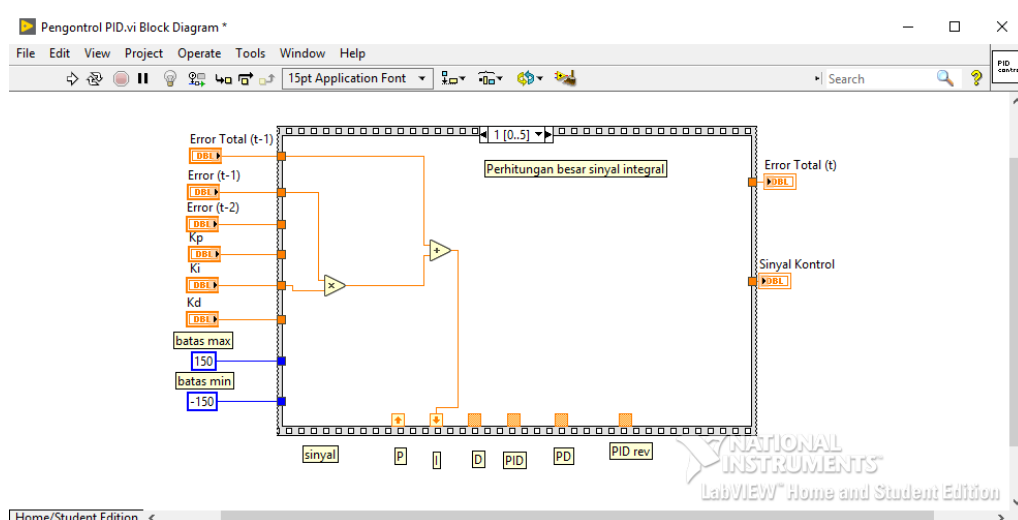 Pengontrol PID.vi Block Diagram *
File Edit View Project Operate Tools Window Help
15pt Application Font
Search
PID
contro
1 [0..5]
Perhitungan besar sinyal integral
Error Total (t-1)
DBL
Error (t-1)
DBL
Error (t-2)
DBL
Kp
DBL
Ki
DBL
Kd
DBL
batas max
150
batas min
-150
+
×
Error Total (t)
DBL
Sinyal Kontrol
DBL
sinyal
P
I
D
PID
PD
PID rev
NATIONAL
INSTRUMENTS™
LabVIEW™ Home and Student Edition
Home/Student Edition